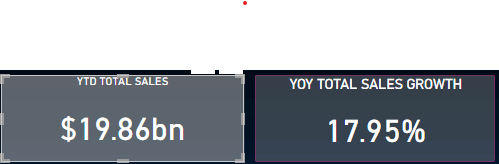 YTD TOTAL SALES
$19.86bn
YOY TOTAL SALES GROWTH
17.95%